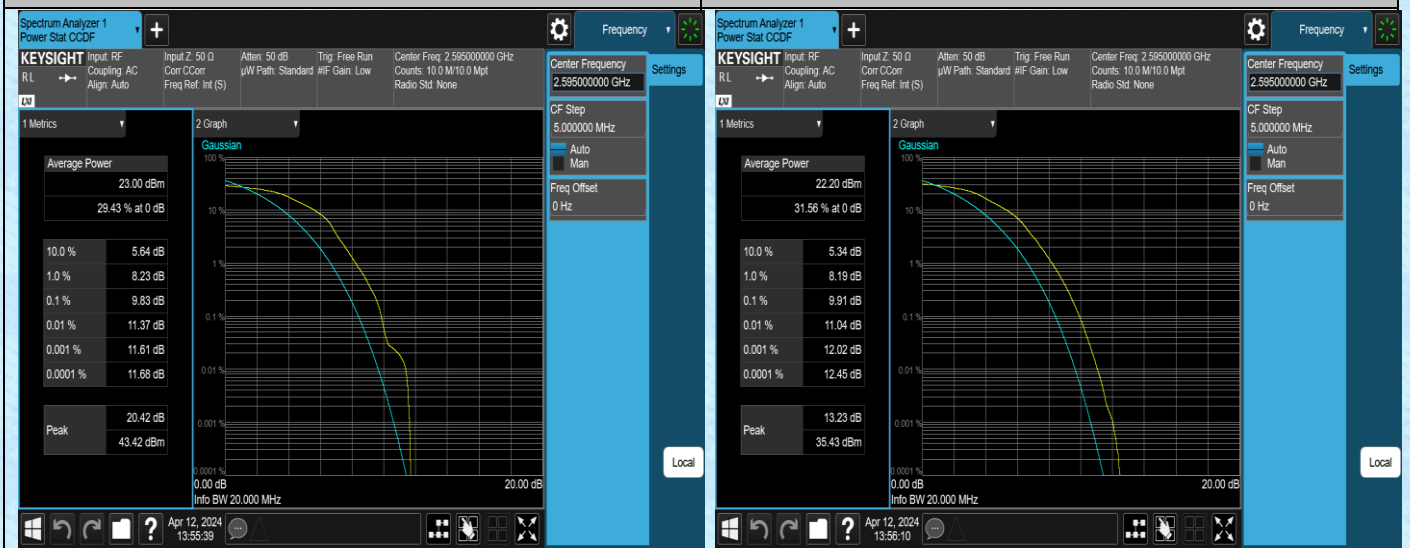 Spectrum Analyzer 1
Power Stat CCDF
+
Frequency
KEYSIGHT Input: RF Input Z: 50 Ω Atten: 50 dB Trig: Free Run Center Freq: 2.595000000 GHz
RL Coupling: AC Corr CCorr µW Path: Standard #IF Gain: Low Counts: 10.0 M/10.0 Mpt
Align: Auto Freq Ref: Int (S) Radio Std: None
LXI
Center Frequency
2.595000000 GHz
Settings
CF Step
5.000000 MHz
Auto
Man
Freq Offset
0 Hz
1 Metrics
2 Graph
Average Power
23.00 dBm
29.43 % at 0 dB
10.0 % 5.64 dB
1.0 % 8.23 dB
0.1 % 9.83 dB
0.01 % 11.37 dB
0.001 % 11.61 dB
0.0001 % 11.68 dB
Peak
20.42 dB
43.42 dBm
Gaussian
100 %
10 %
1 %
0.1 %
0.01 %
0.001 %
0.0001 %
0.00 dB 20.00 dB
Info BW 20.000 MHz
Local
?
Apr 12, 2024
13:55:39
Spectrum Analyzer 1
Power Stat CCDF
+
Frequency
KEYSIGHT Input: RF Input Z: 50 Ω Atten: 50 dB Trig: Free Run Center Freq: 2.595000000 GHz
RL Coupling: AC Corr CCorr µW Path: Standard #IF Gain: Low Counts: 10.0 M/10.0 Mpt
Align: Auto Freq Ref: Int (S) Radio Std: None
LXI
Center Frequency
2.595000000 GHz
Settings
CF Step
5.000000 MHz
Auto
Man
Freq Offset
0 Hz
1 Metrics
2 Graph
Average Power
22.20 dBm
31.56 % at 0 dB
10.0 % 5.34 dB
1.0 % 8.19 dB
0.1 % 9.91 dB
0.01 % 11.04 dB
0.001 % 12.02 dB
0.0001 % 12.45 dB
Peak
13.23 dB
35.43 dBm
Gaussian
100 %
10 %
1 %
0.1 %
0.01 %
0.001 %
0.0001 %
0.00 dB 20.00 dB
Info BW 20.000 MHz
Local
?
Apr 12, 2024
13:56:10